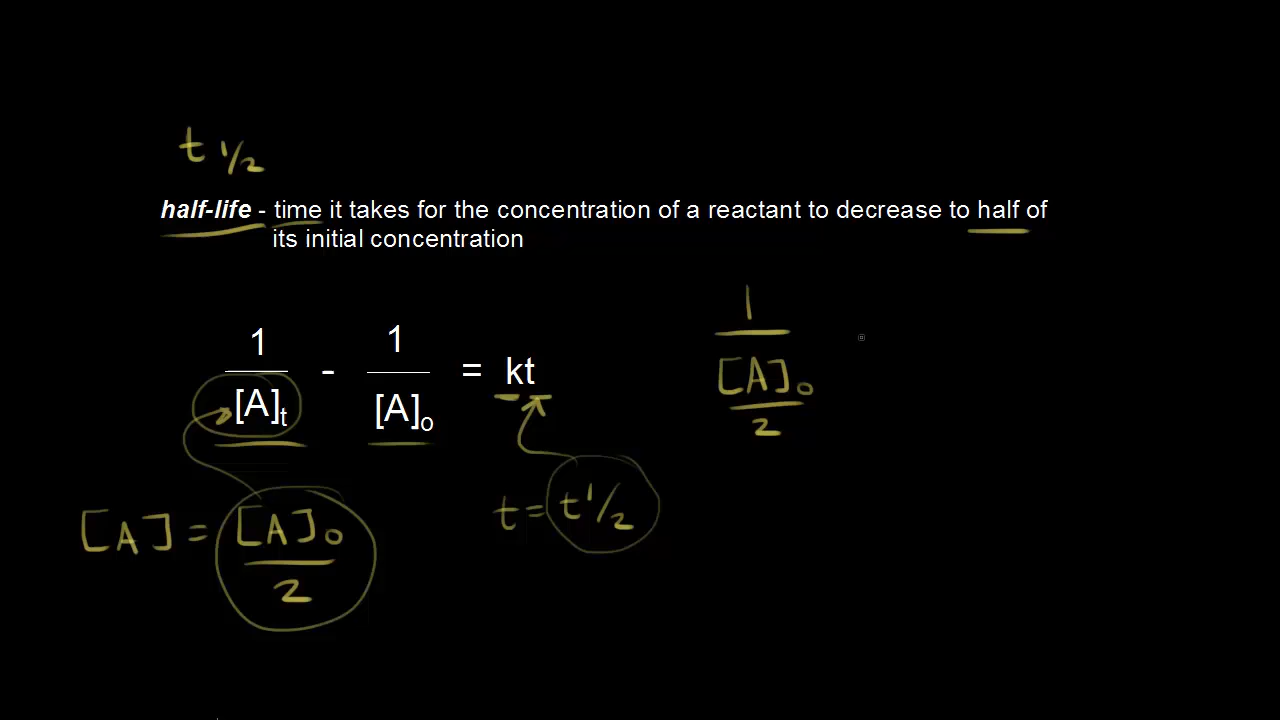 t 1/2
half-life - time it takes for the concentration of a reactant to decrease to half of
its initial concentration
1/[A]t - 1/[A]o = kt
1/([A]o/2)
[A] = [A]o/2
t = t 1/2